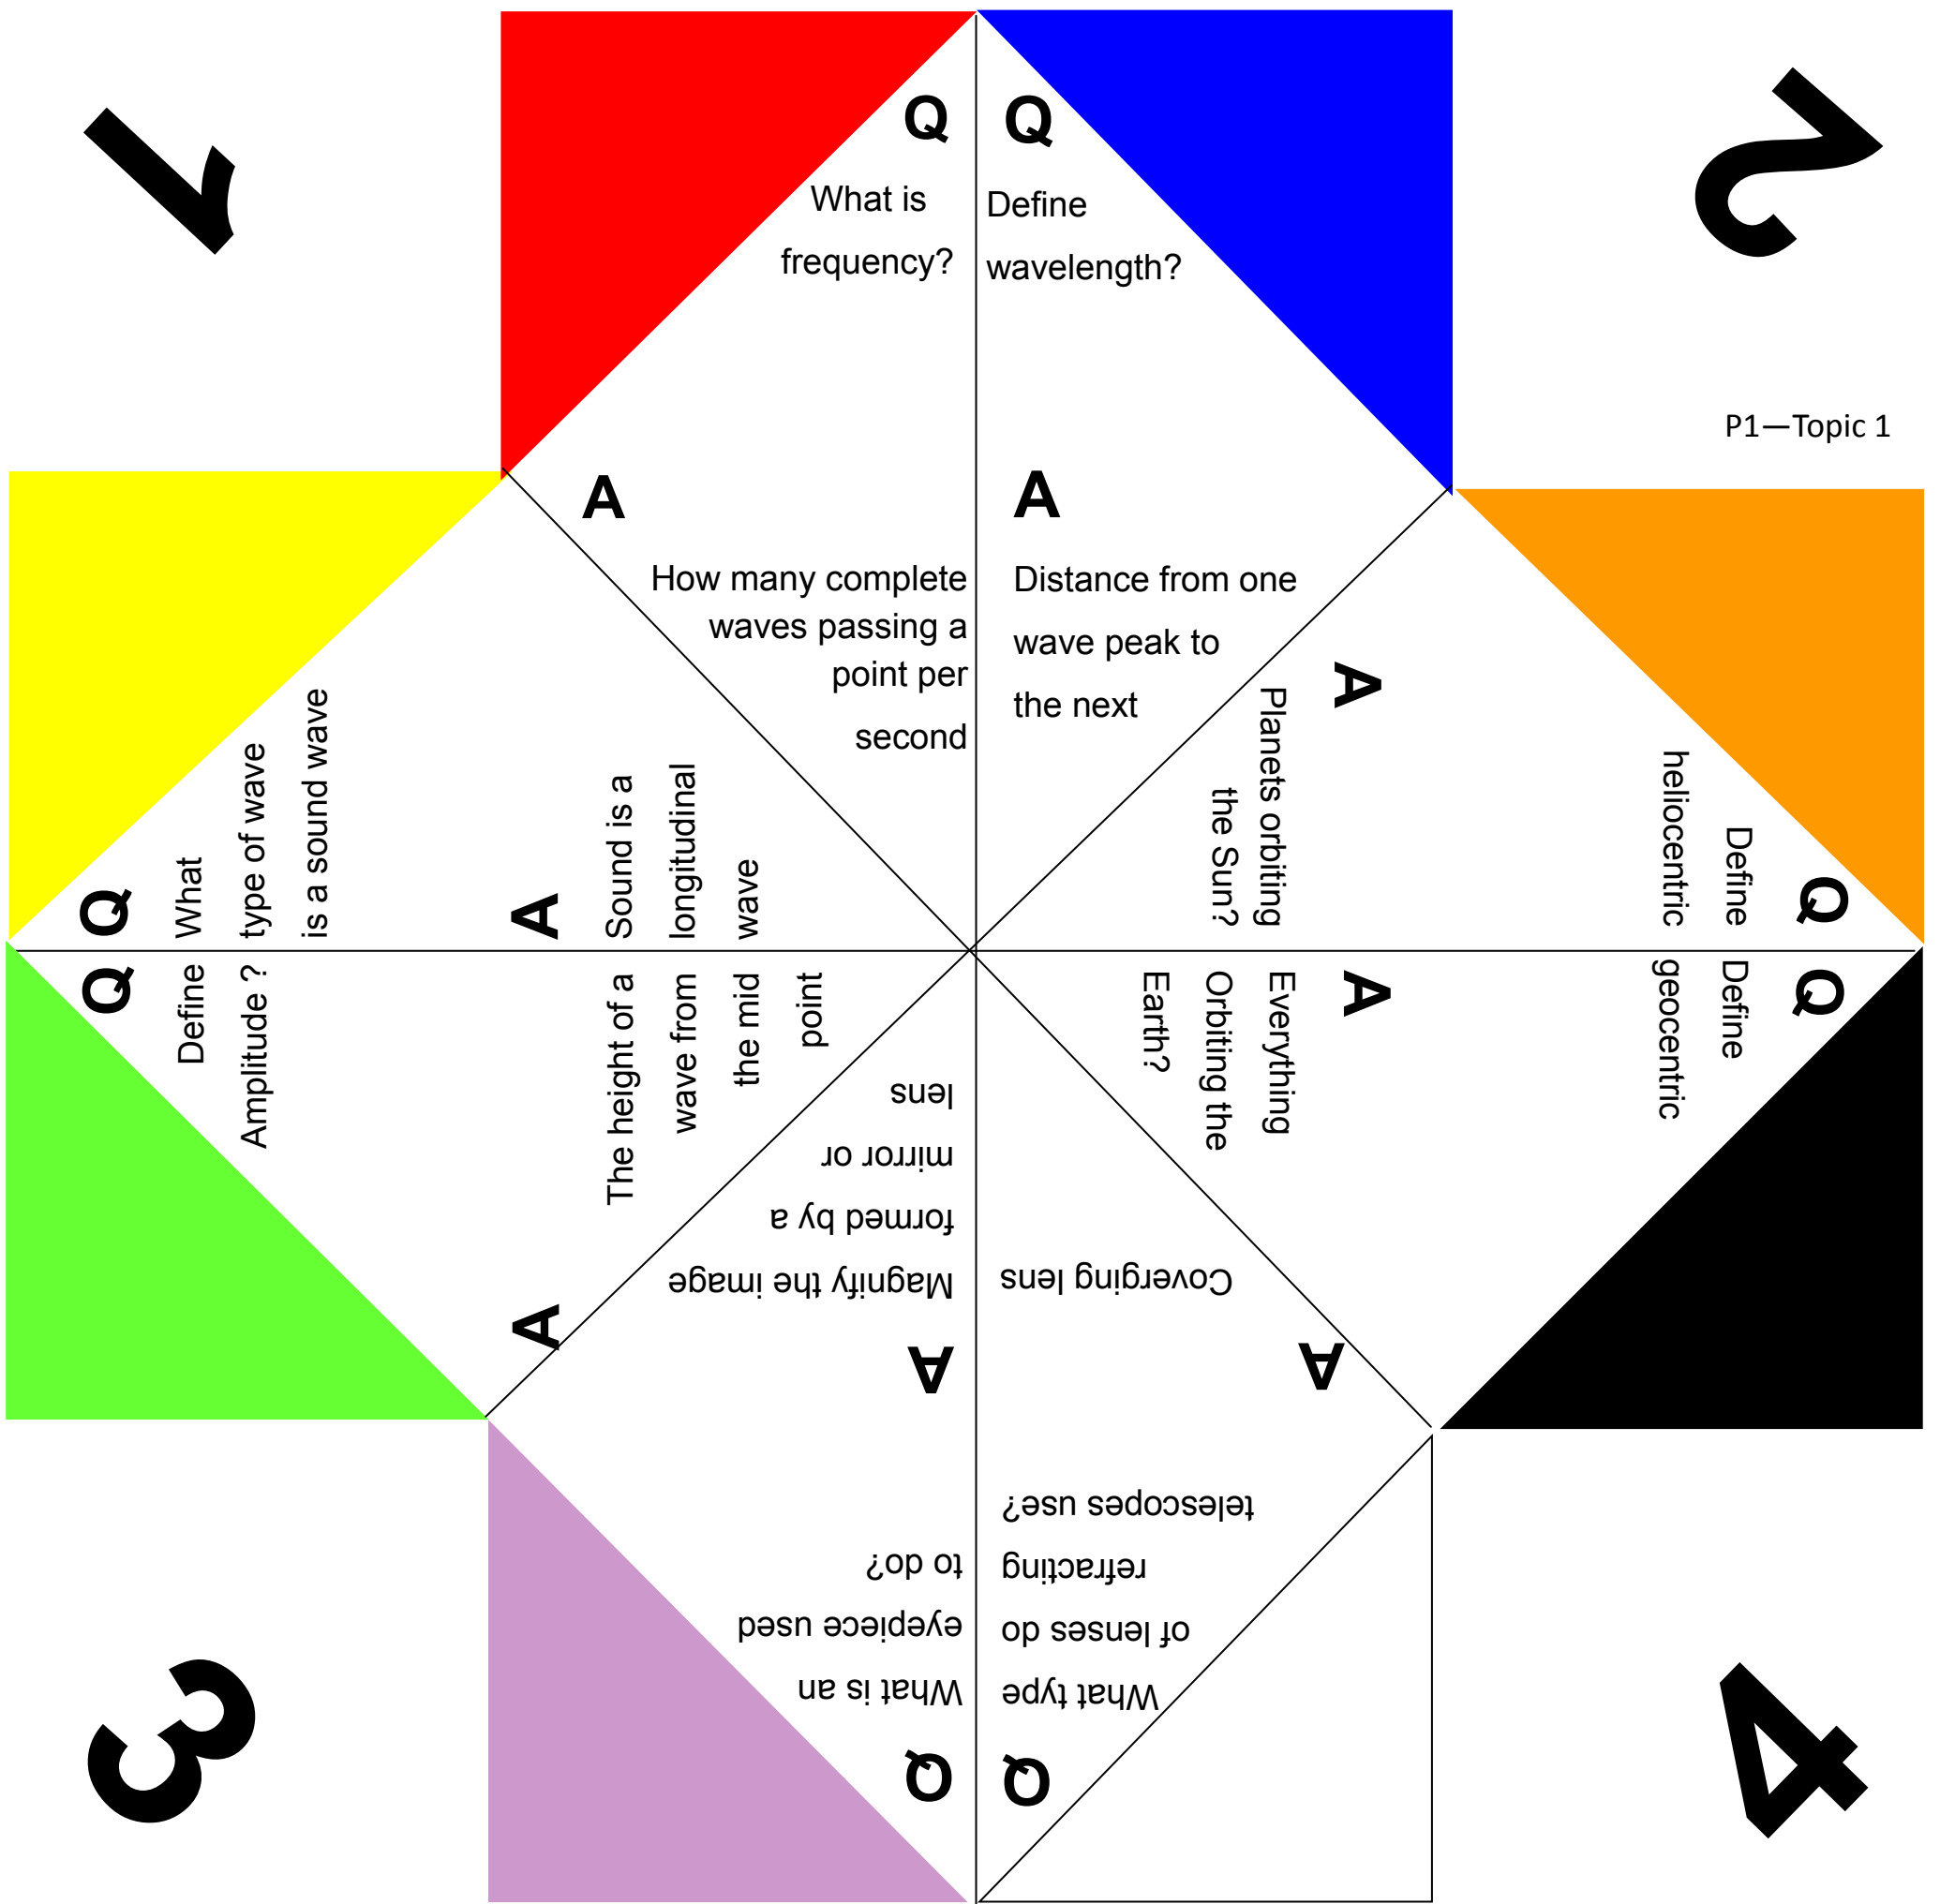 1
2
P1—Topic 1
Q
What is
frequency?
A
How many complete
waves passing a
point per
second
Q
Define
wavelength?
A
Distance from one
wave peak to
the next
Q
Define
heliocentric
A
Planets orbiting
the Sun?
Q
Define
geocentric
A
Everything
Orbiting the
Earth?
Q
What type
of lenses do
refracting
telescopes use?
A
Coverging lens
Q
What is an
eyepiece used
to do?
A
Magnify the image
formed by a
mirror or
lens
Q
Define
Amplitude ?
A
The height of a
wave from
the mid
point
Q
What
type of wave
is a sound wave
A
Sound is a
longitudinal
wave
3
4